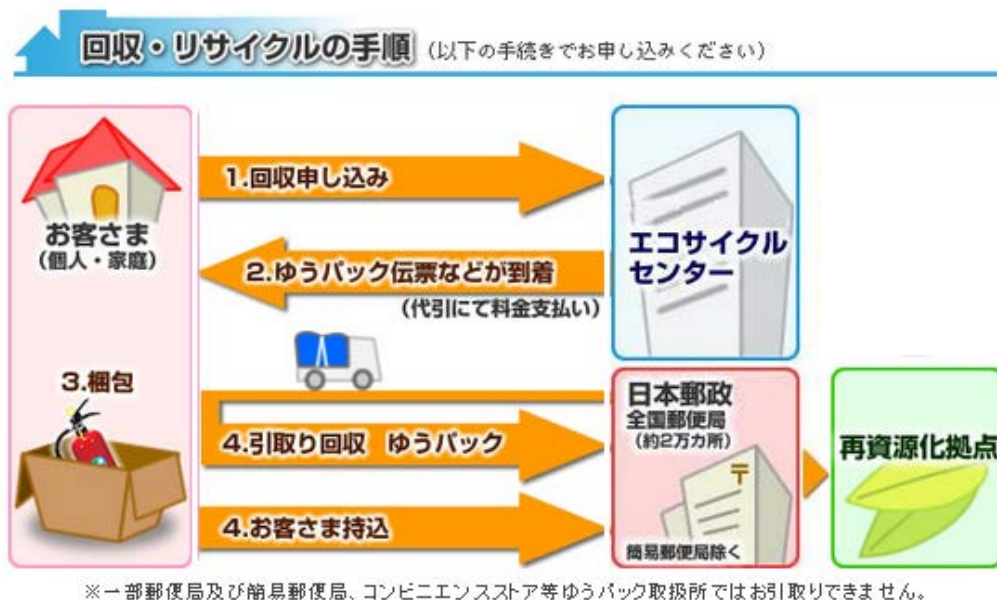 回収・リサイクルの手順 (以下の手続きでお申し込みください)
お客さま
(個人・家庭)
1.回収申し込み
エコサイクル
センター
2.ゆうパック伝票などが到着
(代引にて料金支払い)
3.梱包
4.引取り回収 ゆうパック
4.お客さま持込
日本郵政
全国郵便局
(約2万カ所)
〒
簡易郵便局除く
再資源化拠点
※一部郵便局及び簡易郵便局、コンビニエンスストア等ゆうパック取扱所ではお引取りできません。